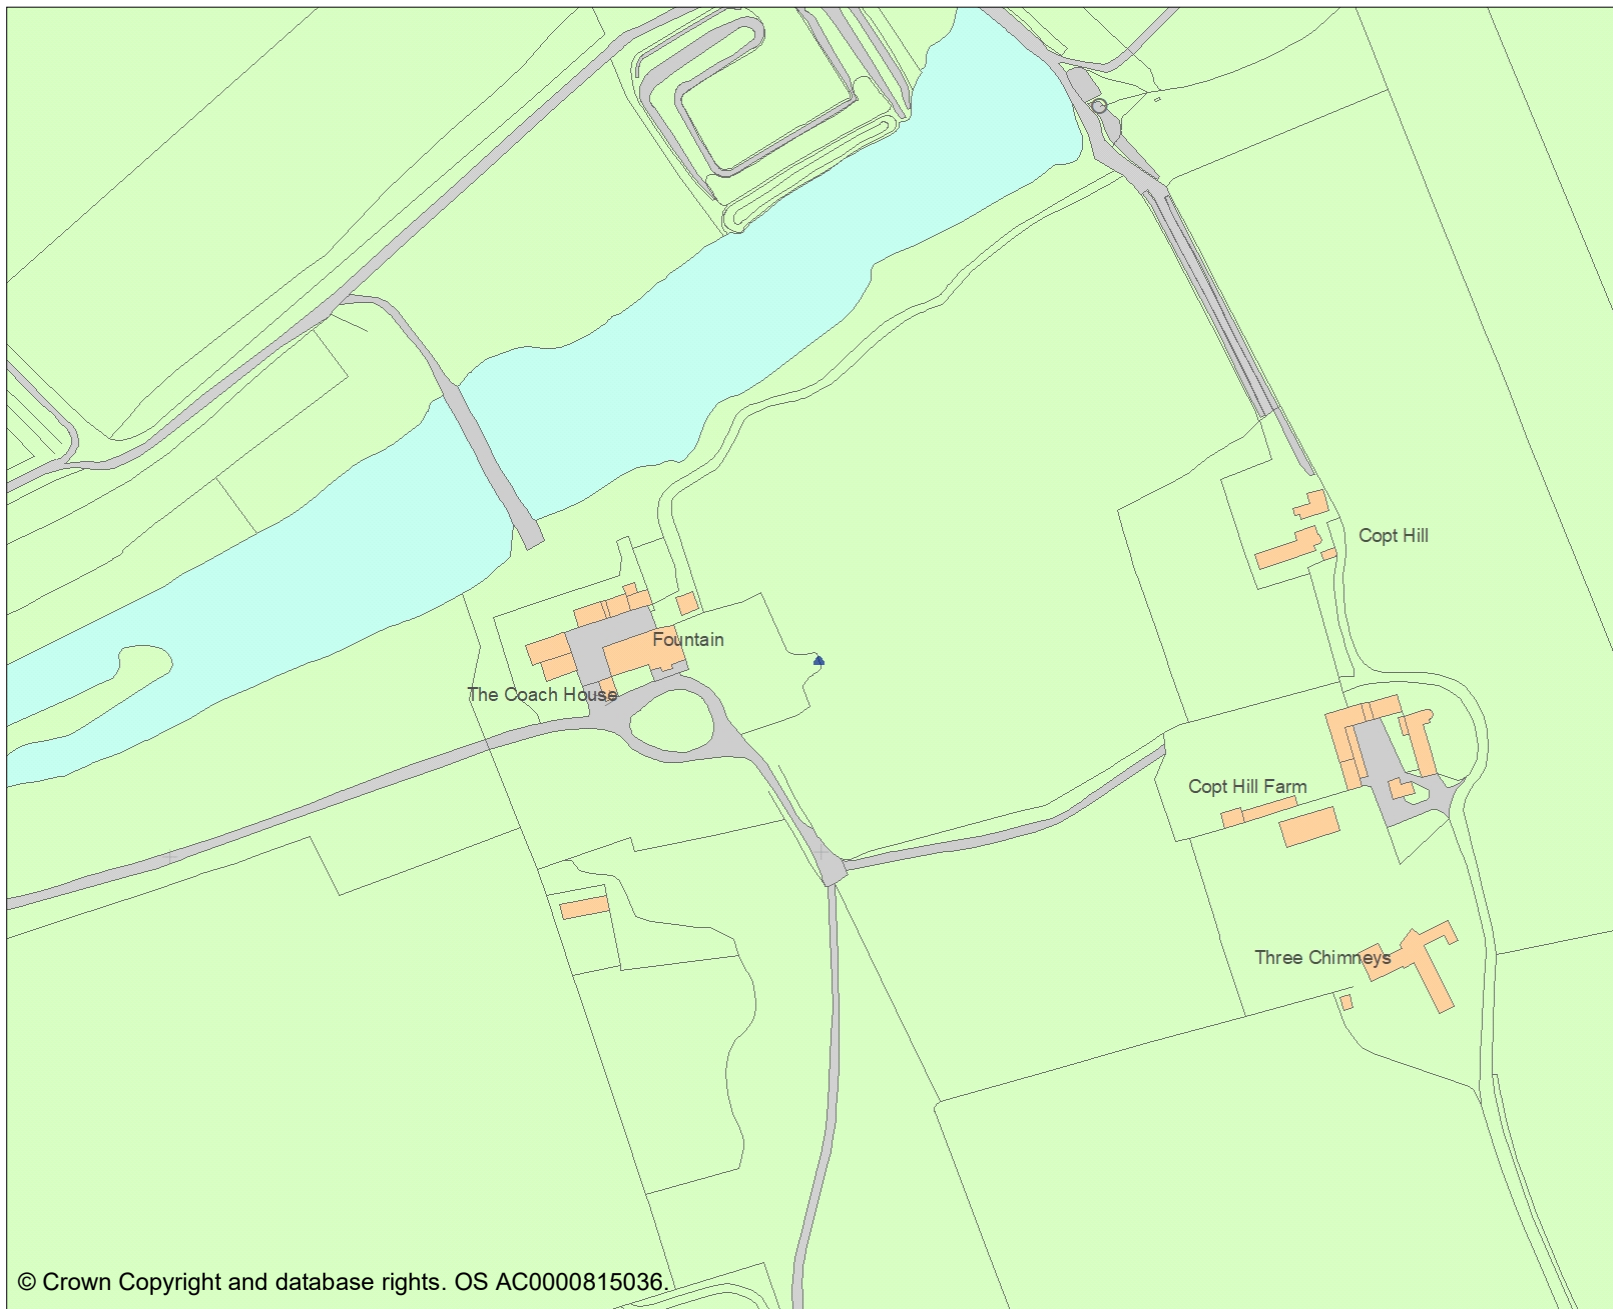 Copt Hill
Fountain
The Coach House
Copt Hill Farm
Three Chimneys
© Crown Copyright and database rights. OS AC0000815036.